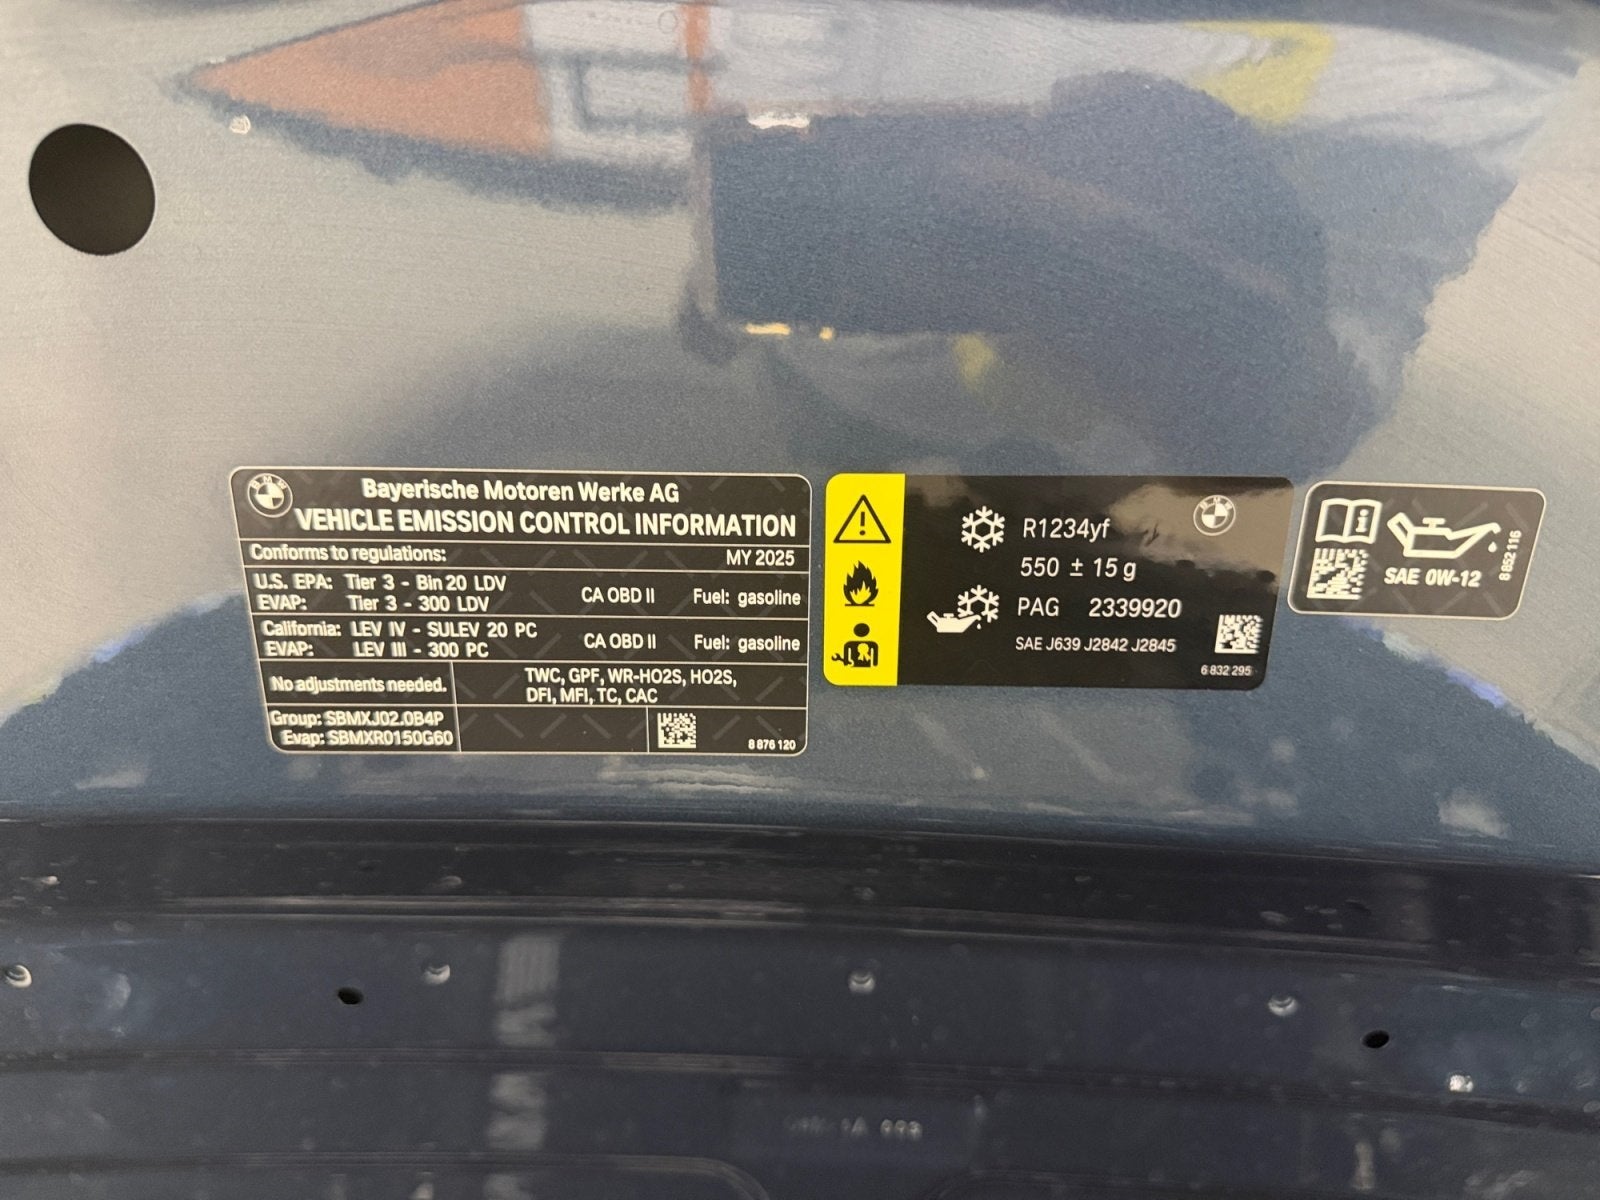 BMW
Bayerische Motoren Werke AG
VEHICLE EMISSION CONTROL INFORMATION
Conforms to regulations: MY 2025
U.S. EPA: Tier 3 - Bin 20 LDV
EVAP: Tier 3 - 300 LDV
CA OBD II Fuel: gasoline
California: LEV IV - SULEV 20 PC
EVAP: LEV III - 300 PC
CA OBD II Fuel: gasoline
No adjustments needed.
TWC, GPF, WR-HO2S, HO2S,
DFI, MFI, TC, CAC
Group: SBMXJ02.0B4P
Evap: SBMXR0150G60
8 876 120
BMW
R1234yf
550 ± 15 g
PAG 2339920
SAE J639 J2842 J2845
6 832 295
SAE 0W-12
8 852 116